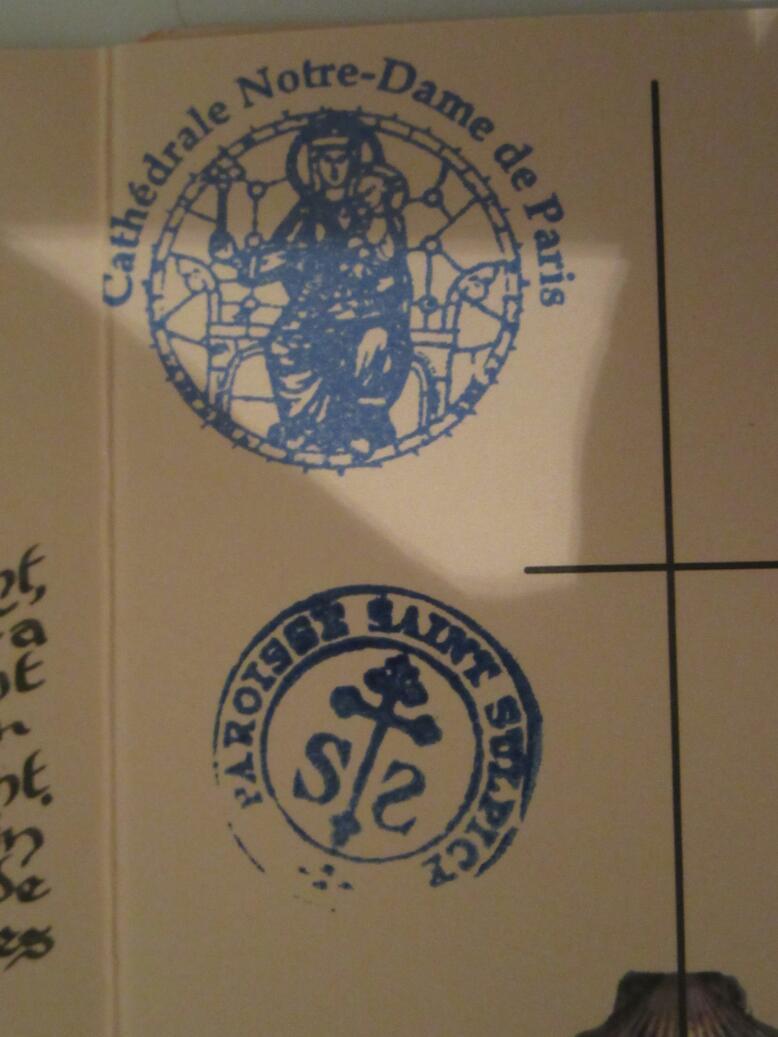 Cathédrale Notre-Dame de Paris
PAROISSE SAINT SULPICE
S S